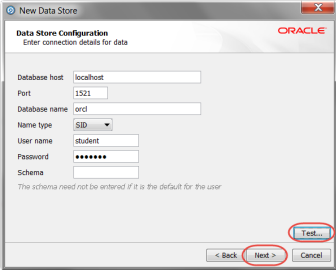 New Data Store
Data Store Configuration
Enter connection details for data
ORACLE
Database host localhost
Port 1521
Database name orcl
Name type SID
User name student
Password •••••••
Schema
The schema need not be entered if it is the default for the user
Test...
< Back Next > Cancel